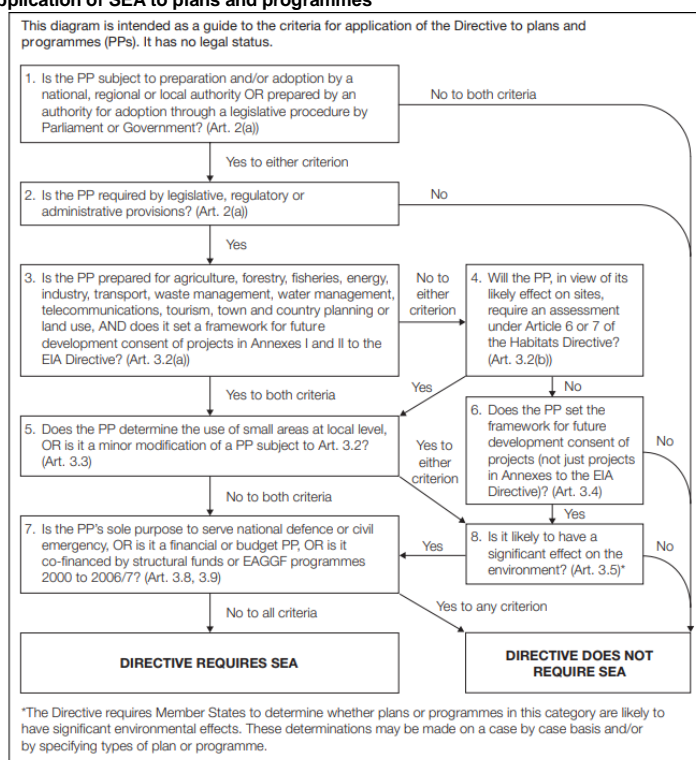 pplication of SEA to plans and programmes
This diagram is intended as a guide to the criteria for application of the Directive to plans and
programmes (PPs). It has no legal status.
1. Is the PP subject to preparation and/or adoption by a
national, regional or local authority OR prepared by an
authority for adoption through a legislative procedure by
Parliament or Government? (Art. 2(a))
No to both criteria
Yes to either criterion
2. Is the PP required by legislative, regulatory or
administrative provisions? (Art. 2(a))
No
Yes
3. Is the PP prepared for agriculture, forestry, fisheries, energy,
industry, transport, waste management, water management,
telecommunications, tourism, town and country planning or
land use, AND does it set a framework for future
development consent of projects in Annexes I and II to the
EIA Directive? (Art. 3.2(a))
No to
either
criterion
4. Will the PP, in view of its
likely effect on sites,
require an assessment
under Article 6 or 7 of
the Habitats Directive?
(Art. 3.2(b))
Yes to both criteria
Yes
No
5. Does the PP determine the use of small areas at local level,
OR is it a minor modification of a PP subject to Art. 3.2?
(Art. 3.3)
Yes to
either
criterion
6. Does the PP set the
framework for future
development consent of
projects (not just projects
in Annexes to the EIA
Directive)? (Art. 3.4)
No
No to both criteria
Yes
7. Is the PP's sole purpose to serve national defence or civil
emergency, OR is it a financial or budget PP, OR is it
co-financed by structural funds or EAGGF programmes
2000 to 2006/7? (Art. 3.8, 3.9)
Yes
8. Is it likely to have a
significant effect on the
environment? (Art. 3.5)*
No
No to all criteria
Yes to any criterion
DIRECTIVE REQUIRES SEA
DIRECTIVE DOES NOT
REQUIRE SEA
*The Directive requires Member States to determine whether plans or programmes in this category are likely to
have significant environmental effects. These determinations may be made on a case by case basis and/or
by specifying types of plan or programme.